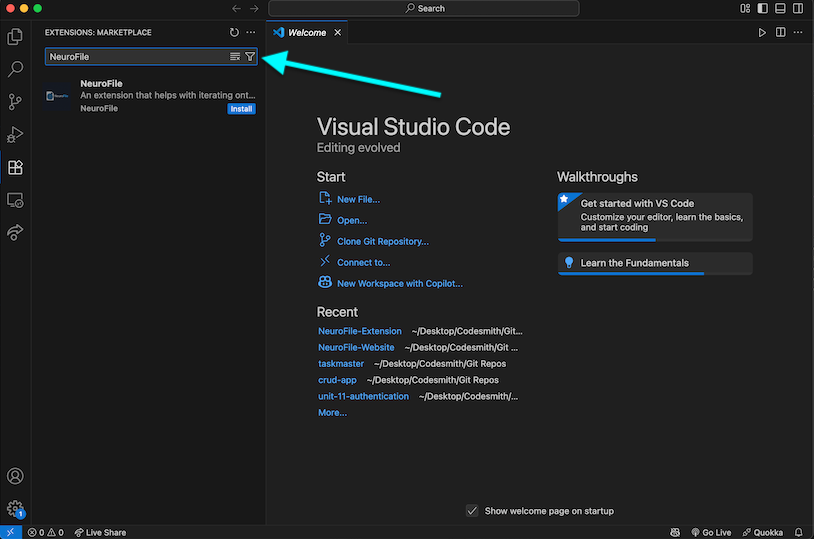 Search
EXTENSIONS: MARKETPLACE
NeuroFile
NeuroFile
An extension that helps with iterating ont...
NeuroFile
Install
Welcome
Visual Studio Code
Editing evolved
Start
New File...
Open...
Clone Git Repository...
Connect to...
New Workspace with Copilot...
Recent
NeuroFile-Extension ~/Desktop/Codesmith/Git...
NeuroFile-Website ~/Desktop/Codesmith/Git ...
taskmaster ~/Desktop/Codesmith/Git Repos
crud-app ~/Desktop/Codesmith/Git Repos
unit-11-authentication ~/Desktop/Codesmith/...
More...
Walkthroughs
Get started with VS Code
Customize your editor, learn the basics,
and start coding
Learn the Fundamentals
Show welcome page on startup
1
0 0 Live Share
Go Live Quokka